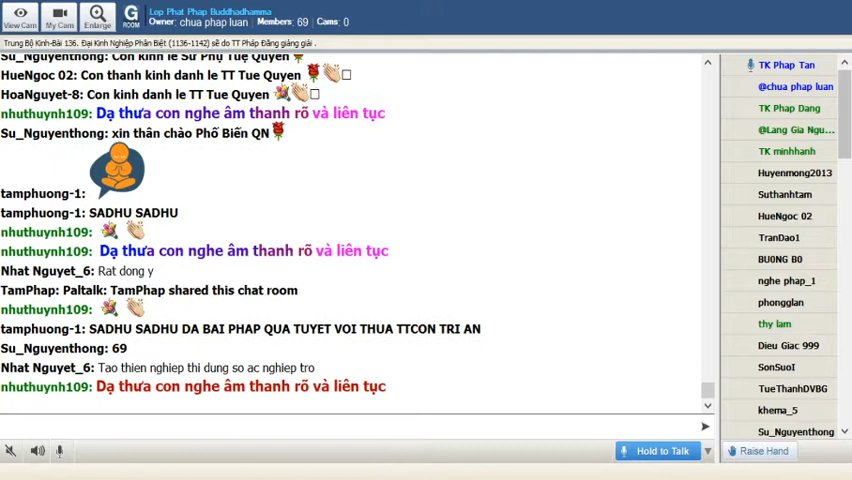 Lop Phat Phap Buddhadhamma
Owner: chua phap luan Members: 69 Cams: 0
View Cam My Cam Enlarge G ROOM
Trung Bộ Kinh-Bài 136. Đại Kinh Nghiệp Phân Biệt (1136-1142) sẽ do TT Pháp Đăng giảng giải .
Su_Nguyenthong: Con kính lễ Sư Phụ Tuệ Quyền
HueNgoc 02: Con thanh kinh danh le TT Tue Quyen
HoaNguyet-8: Con kinh danh le TT Tue Quyen
nhuthuynh109: Dạ thưa con nghe âm thanh rõ và liên tục
Su_Nguyenthong: xin thân chào Phố Biến QN
tamphuong-1:
tamphuong-1: SADHU SADHU
nhuthuynh109:
nhuthuynh109: Dạ thưa con nghe âm thanh rõ và liên tục
Nhat Nguyet_6: Rat dong y
TamPhap: Paltalk: TamPhap shared this chat room
nhuthuynh109:
tamphuong-1: SADHU SADHU DA BAI PHAP QUA TUYET VOI THUA TTCON TRI AN
Su_Nguyenthong: 69
Nhat Nguyet_6: Tao thien nghiep thi dung so ac nghiep tro
nhuthuynh109: Dạ thưa con nghe âm thanh rõ và liên tục
Hold to Talk
TK Phap Tan
@chua phap luan
TK Phap Dang
@Lang Gia Ngu...
TK minhhanh
Huyenmong2013
Suthanhtam
HueNgoc 02
TranDao1
BU0NG B0
nghe phap_1
phongglan
thy lam
Dieu Giac 999
SonSuoI
TueThanhDVBG
khema_5
Su_Nguyenthong
Raise Hand